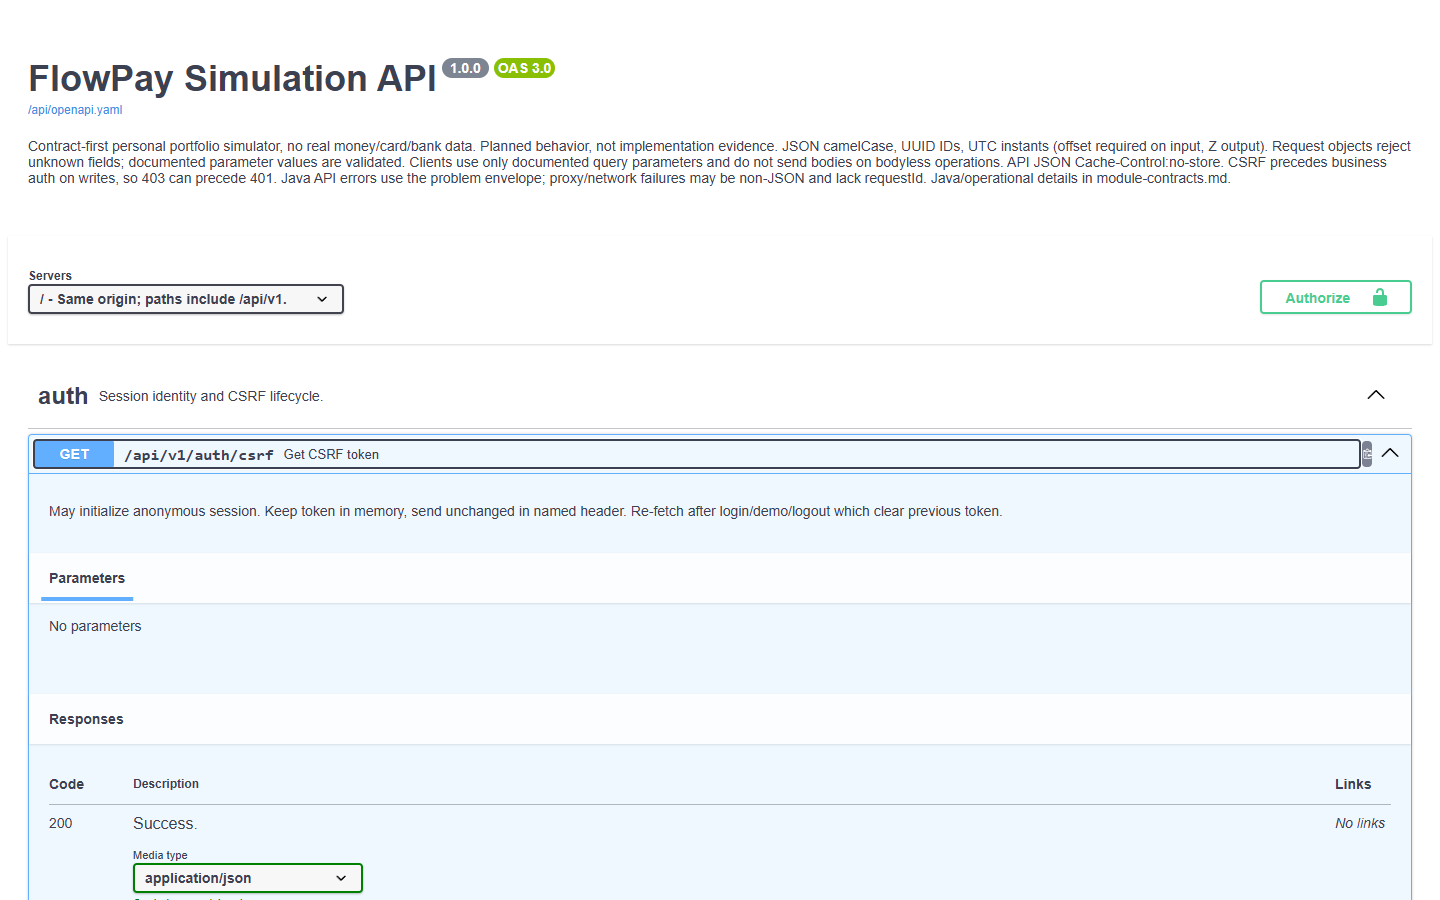 FlowPay Simulation API 1.0.0 OAS 3.0
/api/openapi.yaml
Contract-first personal portfolio simulator, no real money/card/bank data. Planned behavior, not implementation evidence. JSON camelCase, UUID IDs, UTC instants (offset required on input, Z output). Request objects reject
unknown fields; documented parameter values are validated. Clients use only documented query parameters and do not send bodies on bodyless operations. API JSON Cache-Control:no-store. CSRF precedes business
auth on writes, so 403 can precede 401. Java API errors use the problem envelope; proxy/network failures may be non-JSON and lack requestId. Java/operational details in module-contracts.md.
Servers
/ - Same origin; paths include /api/v1.
Authorize
auth Session identity and CSRF lifecycle.
GET /api/v1/auth/csrf Get CSRF token
May initialize anonymous session. Keep token in memory, send unchanged in named header. Re-fetch after login/demo/logout which clear previous token.
Parameters
No parameters
Responses
Code Description Links
200 Success. No links
Media type
application/json